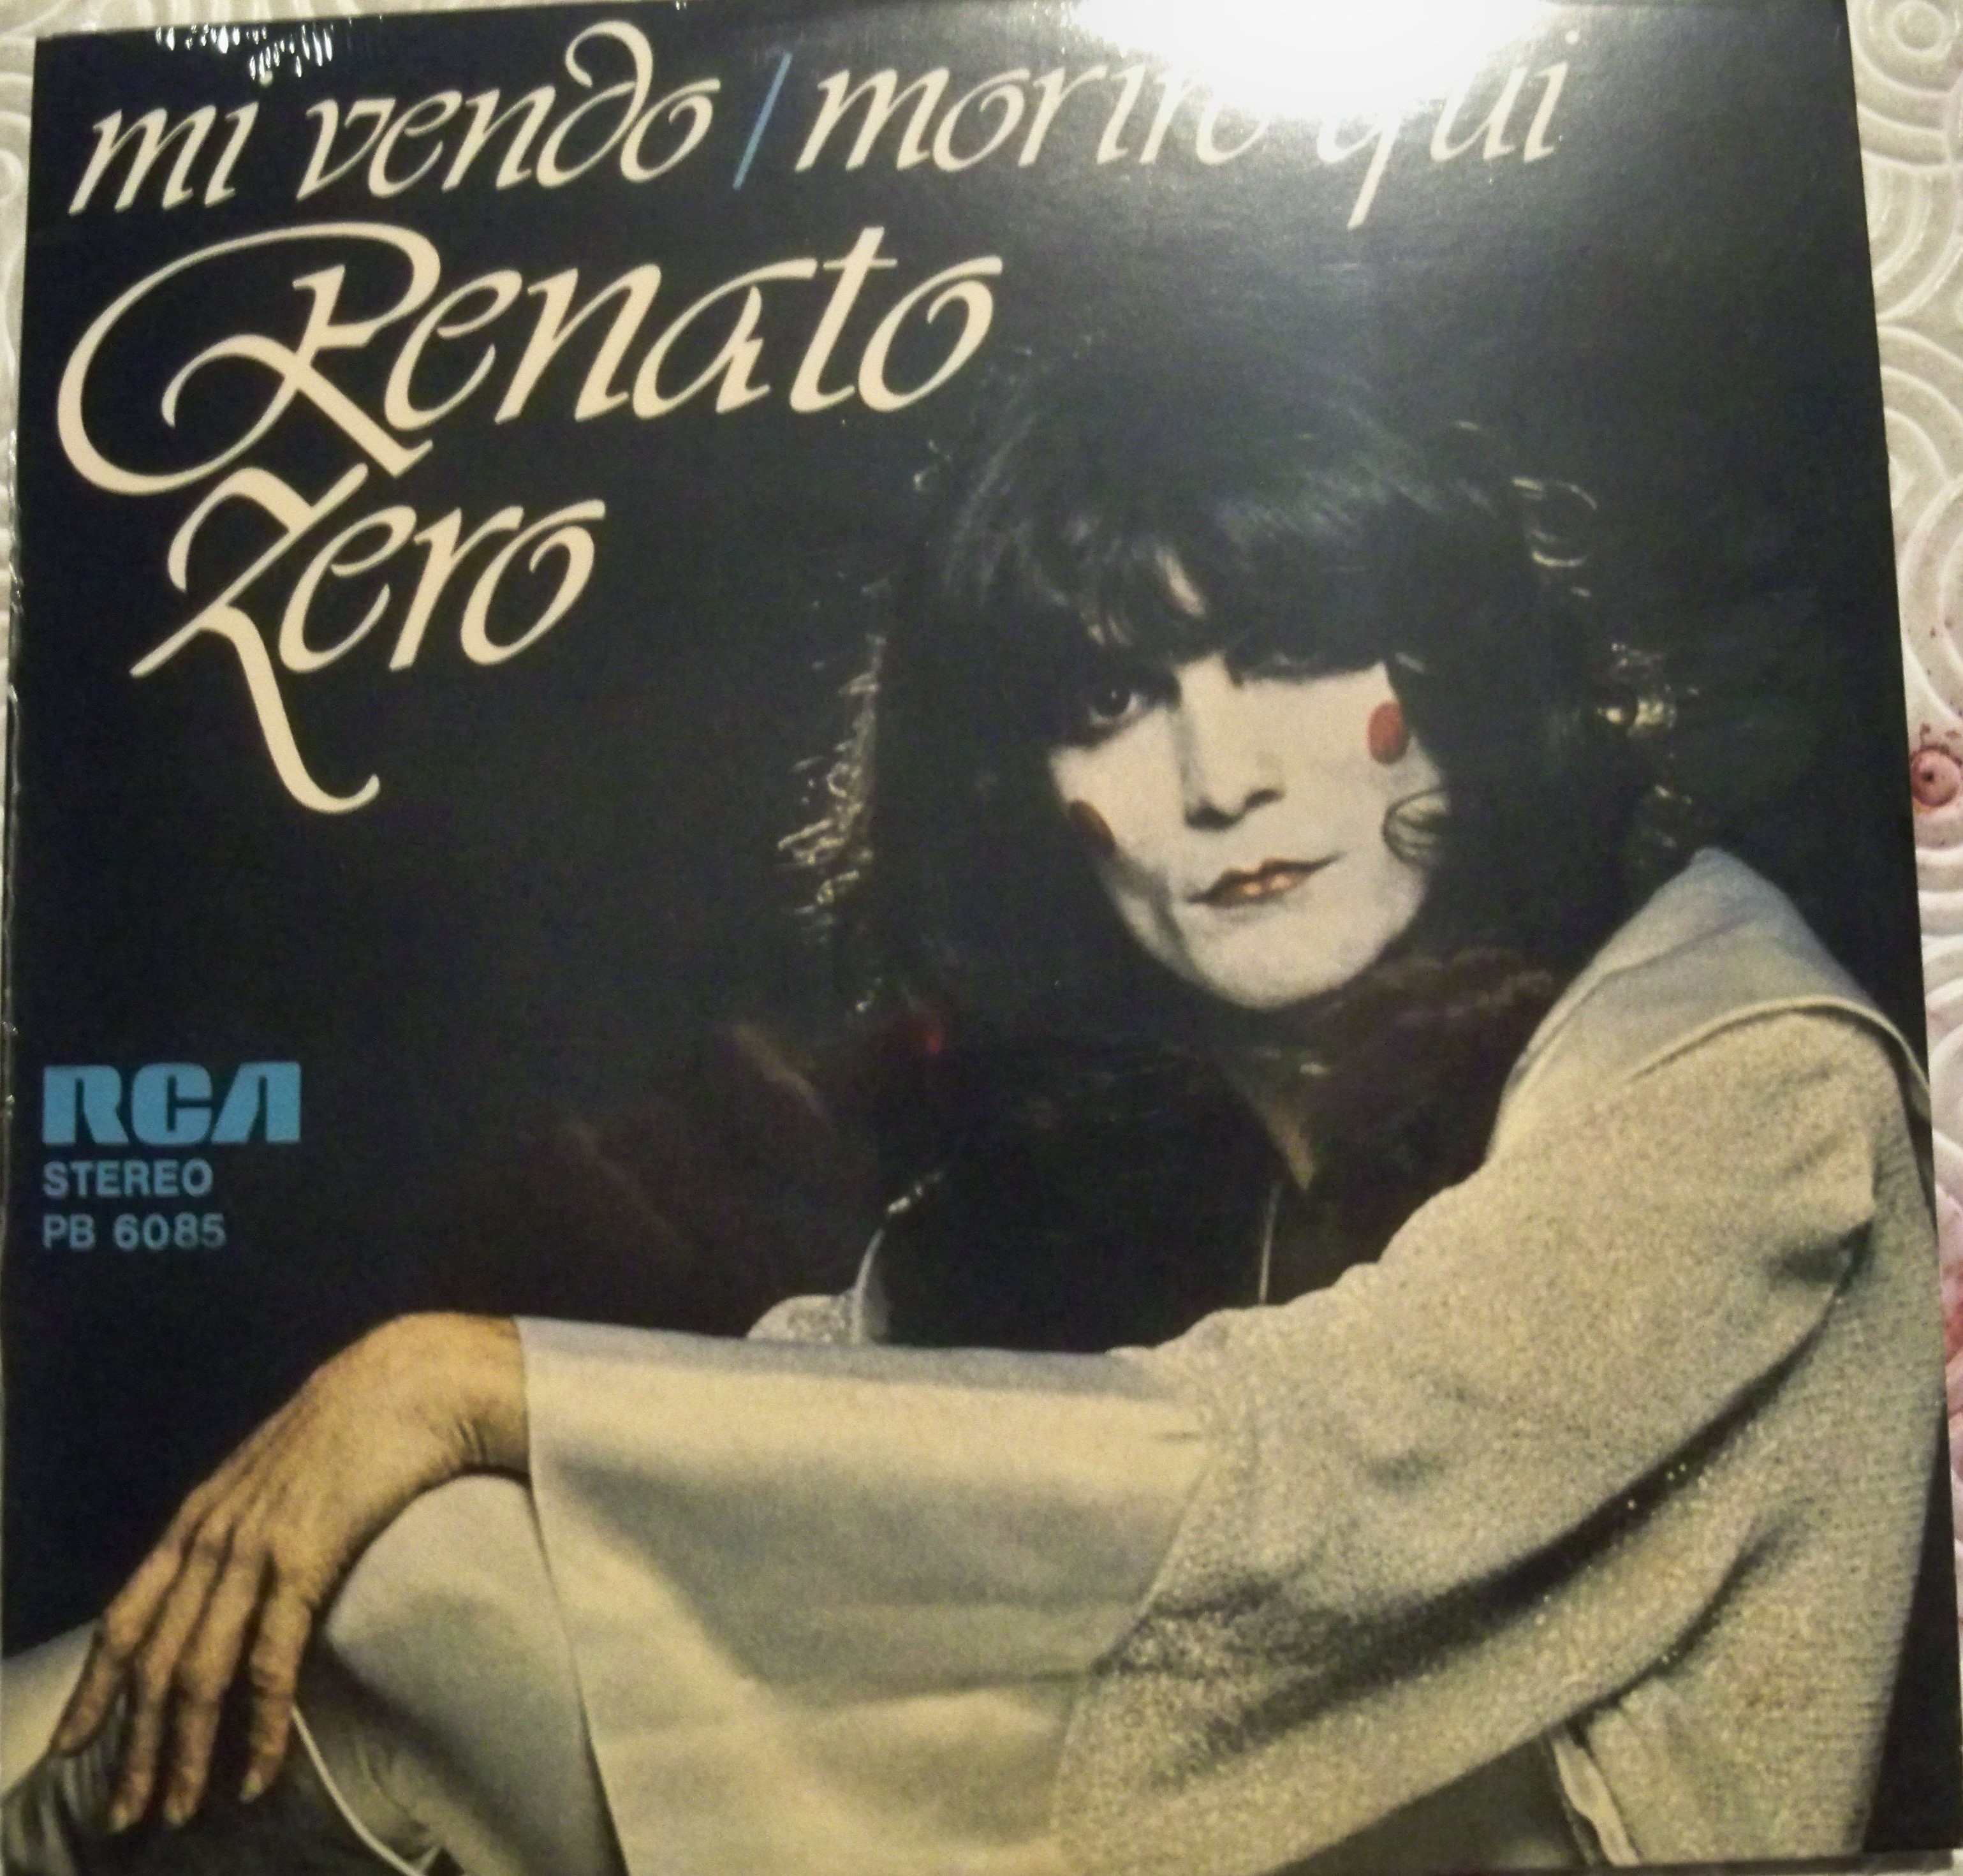 mi vendo / morire qui
Renato
Zero
RCA
STEREO
PB 6085